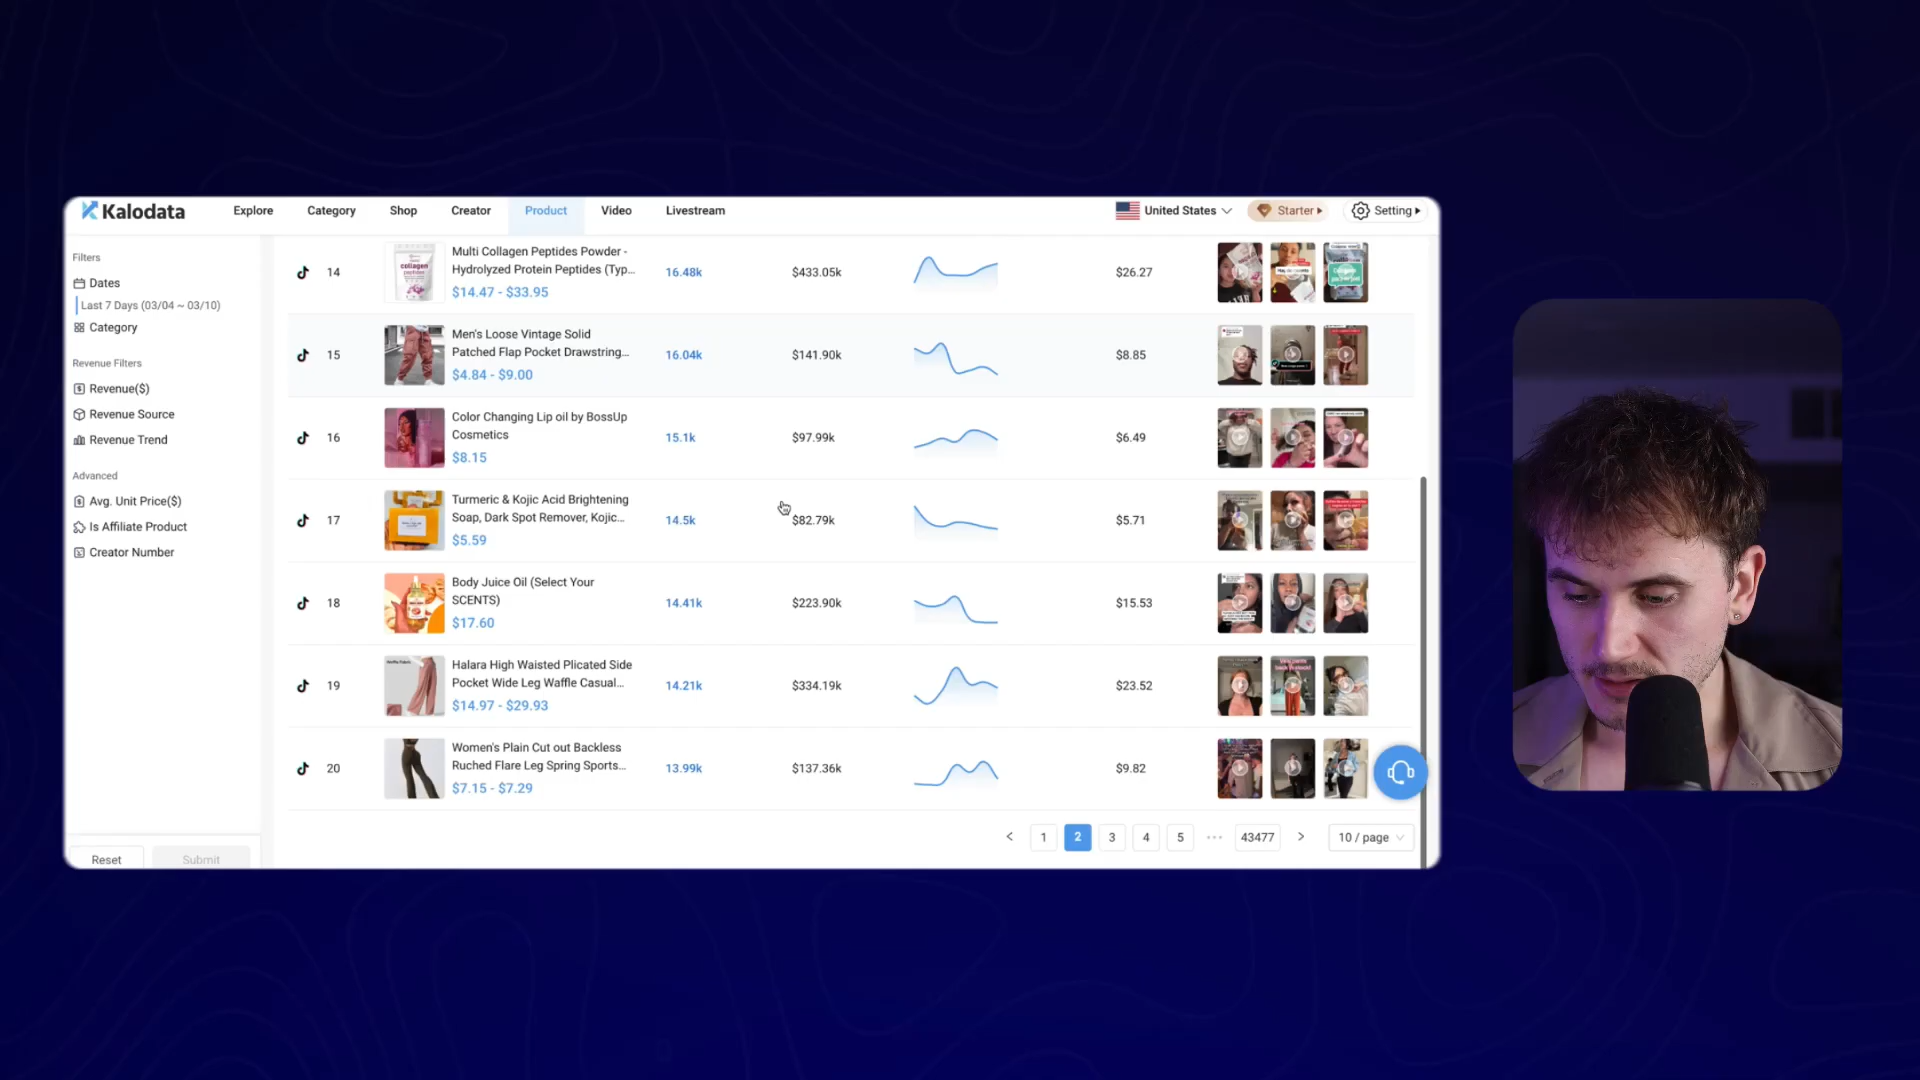 Kalodata
Explore
Category
Shop
Creator
Product
Video
Livestream
United States
Starter
Setting
Filters
Dates
Last 7 Days (03/04 ~ 03/10)
Category
Revenue Filters
Revenue($)
Revenue Source
Revenue Trend
Advanced
Avg. Unit Price($)
Is Affiliate Product
Creator Number
Reset
Submit
14
Multi Collagen Peptides Powder -
Hydrolyzed Protein Peptides (Typ...
$14.47 - $33.95
16.48k
$433.05k
$26.27
15
Men's Loose Vintage Solid
Patched Flap Pocket Drawstring...
$4.84 - $9.00
16.04k
$141.90k
$8.85
16
Color Changing Lip oil by BossUp
Cosmetics
$8.15
15.1k
$97.99k
$6.49
17
Turmeric & Kojic Acid Brightening
Soap, Dark Spot Remover, Kojic...
$5.59
14.5k
$82.79k
$5.71
18
Body Juice Oil (Select Your
SCENTS)
$17.60
14.41k
$223.90k
$15.53
19
Halara High Waisted Plicated Side
Pocket Wide Leg Waffle Casual...
$14.97 - $29.93
14.21k
$334.19k
$23.52
20
Women's Plain Cut out Backless
Ruched Flare Leg Spring Sports...
$7.15 - $7.29
13.99k
$137.36k
$9.82
< 1 2 3 4 5 ••• 43477 >
10 / page